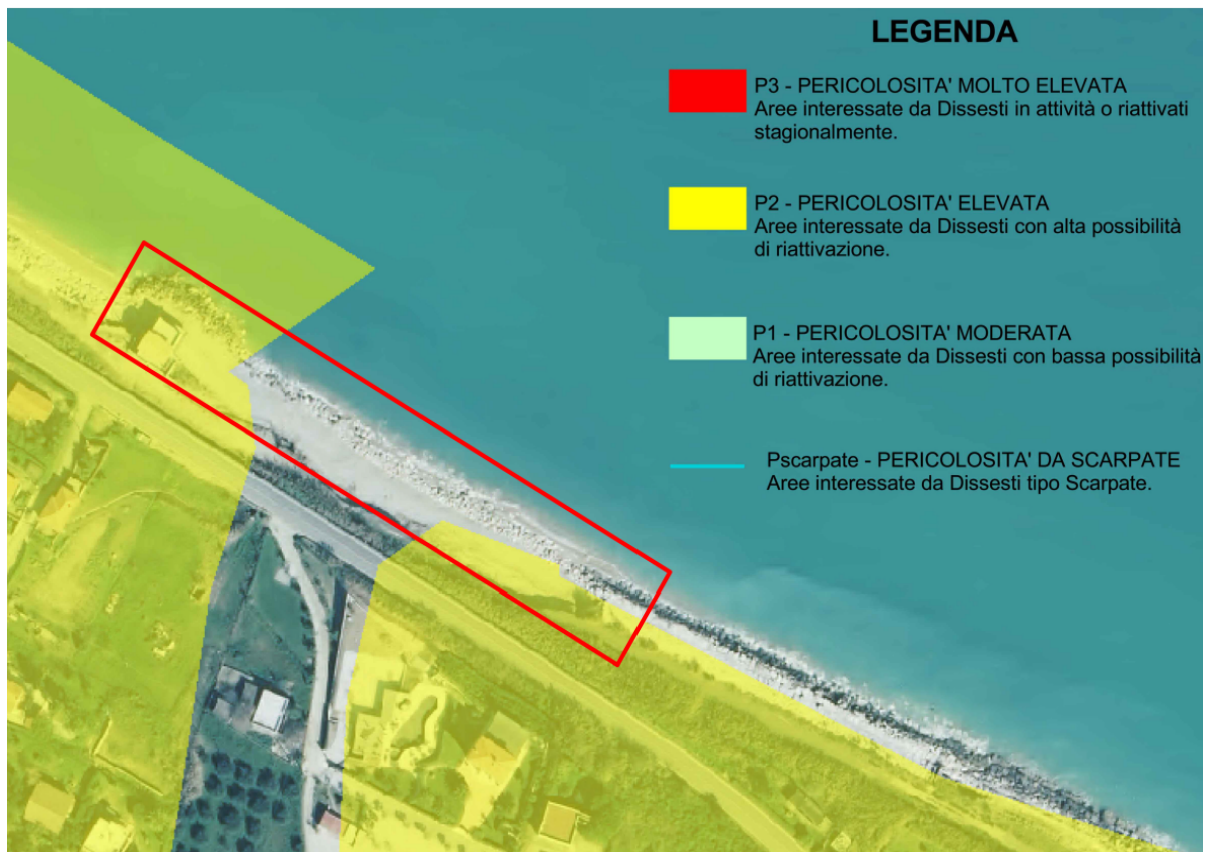 LEGENDA
P3 - PERICOLOSITA' MOLTO ELEVATA
Aree interessate da Dissesti in attività o riattivati
stagionalmente.
P2 - PERICOLOSITA' ELEVATA
Aree interessate da Dissesti con alta possibilità
di riattivazione.
P1 - PERICOLOSITA' MODERATA
Aree interessate da Dissesti con bassa possibilità
di riattivazione.
Pscarpate - PERICOLOSITA' DA SCARPATE
Aree interessate da Dissesti tipo Scarpate.